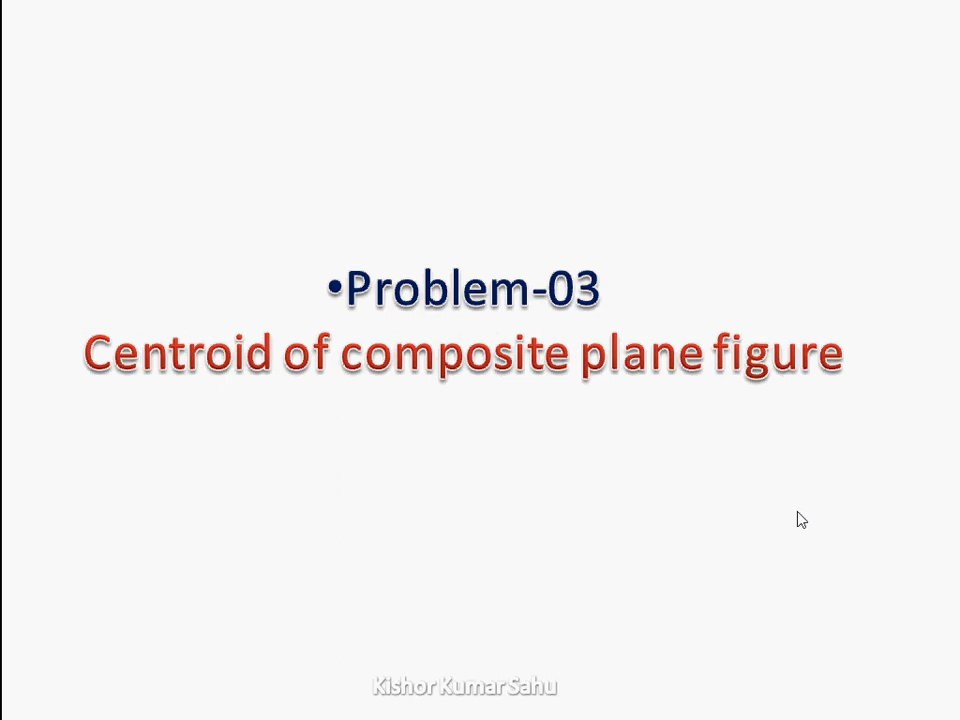 •Problem-03
Centroid of composite plane figure
Kishor Kumar Sahu